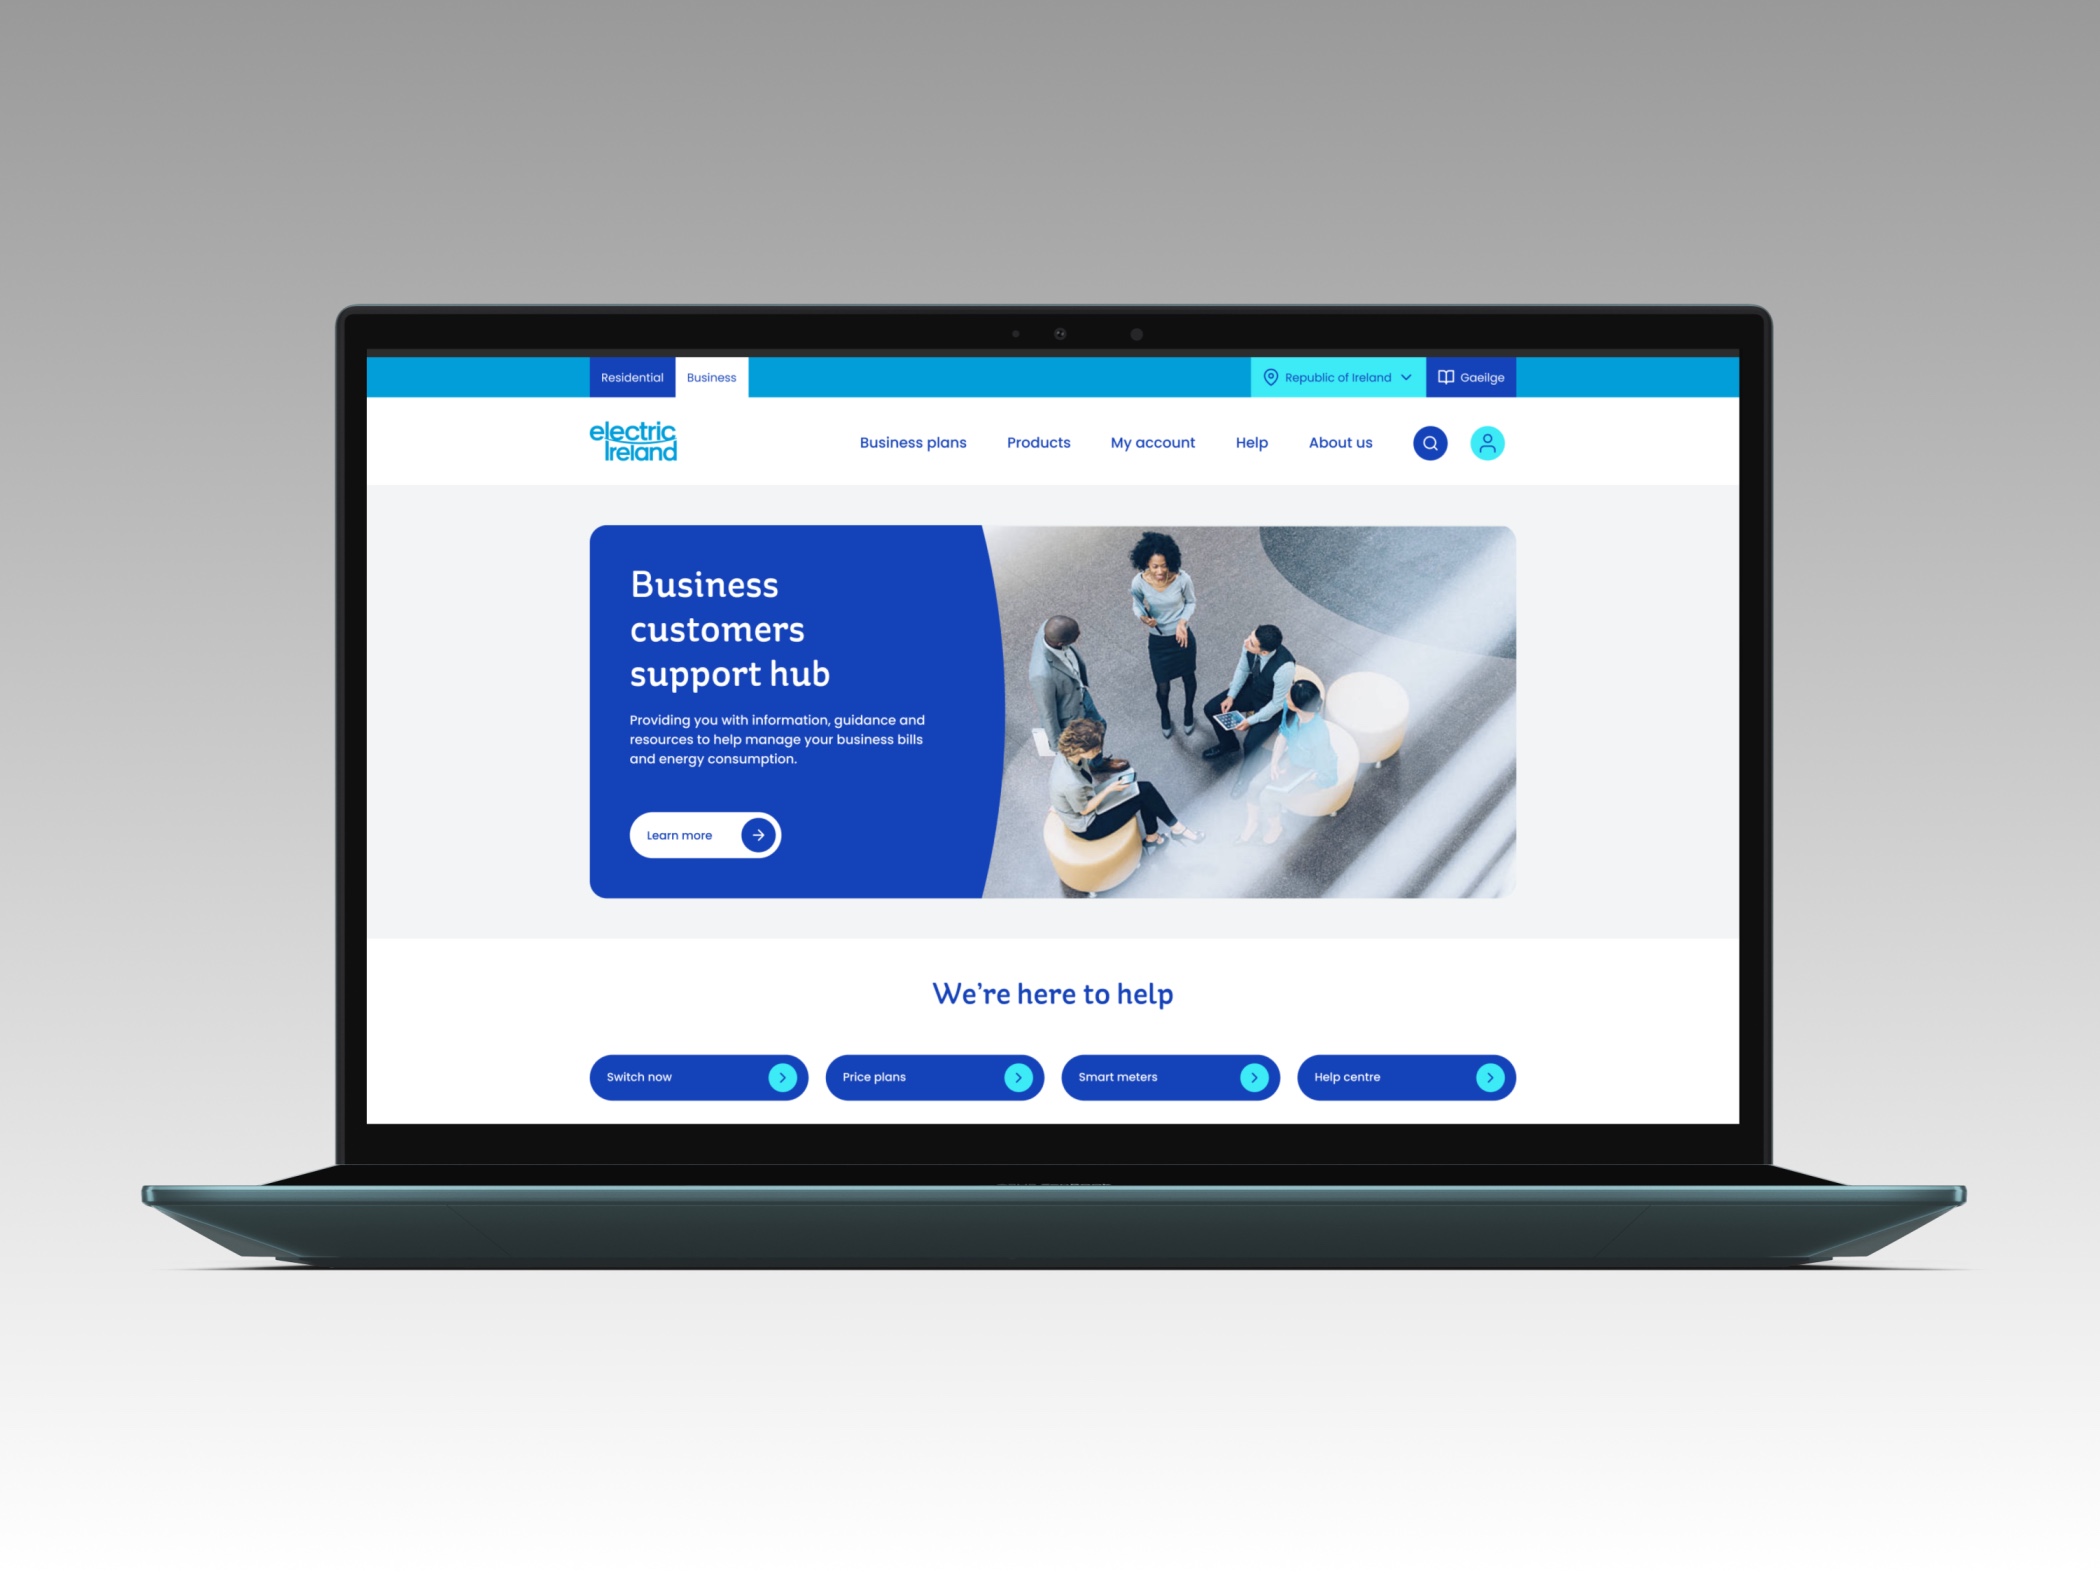 Residential
Business
Republic of Ireland
Gaeilge
electric
Ireland
Business plans
Products
My account
Help
About us
Business
customers
support hub
Providing you with information, guidance and
resources to help manage your business bills
and energy consumption.
Learn more
We're here to help
Switch now
Price plans
Smart meters
Help centre